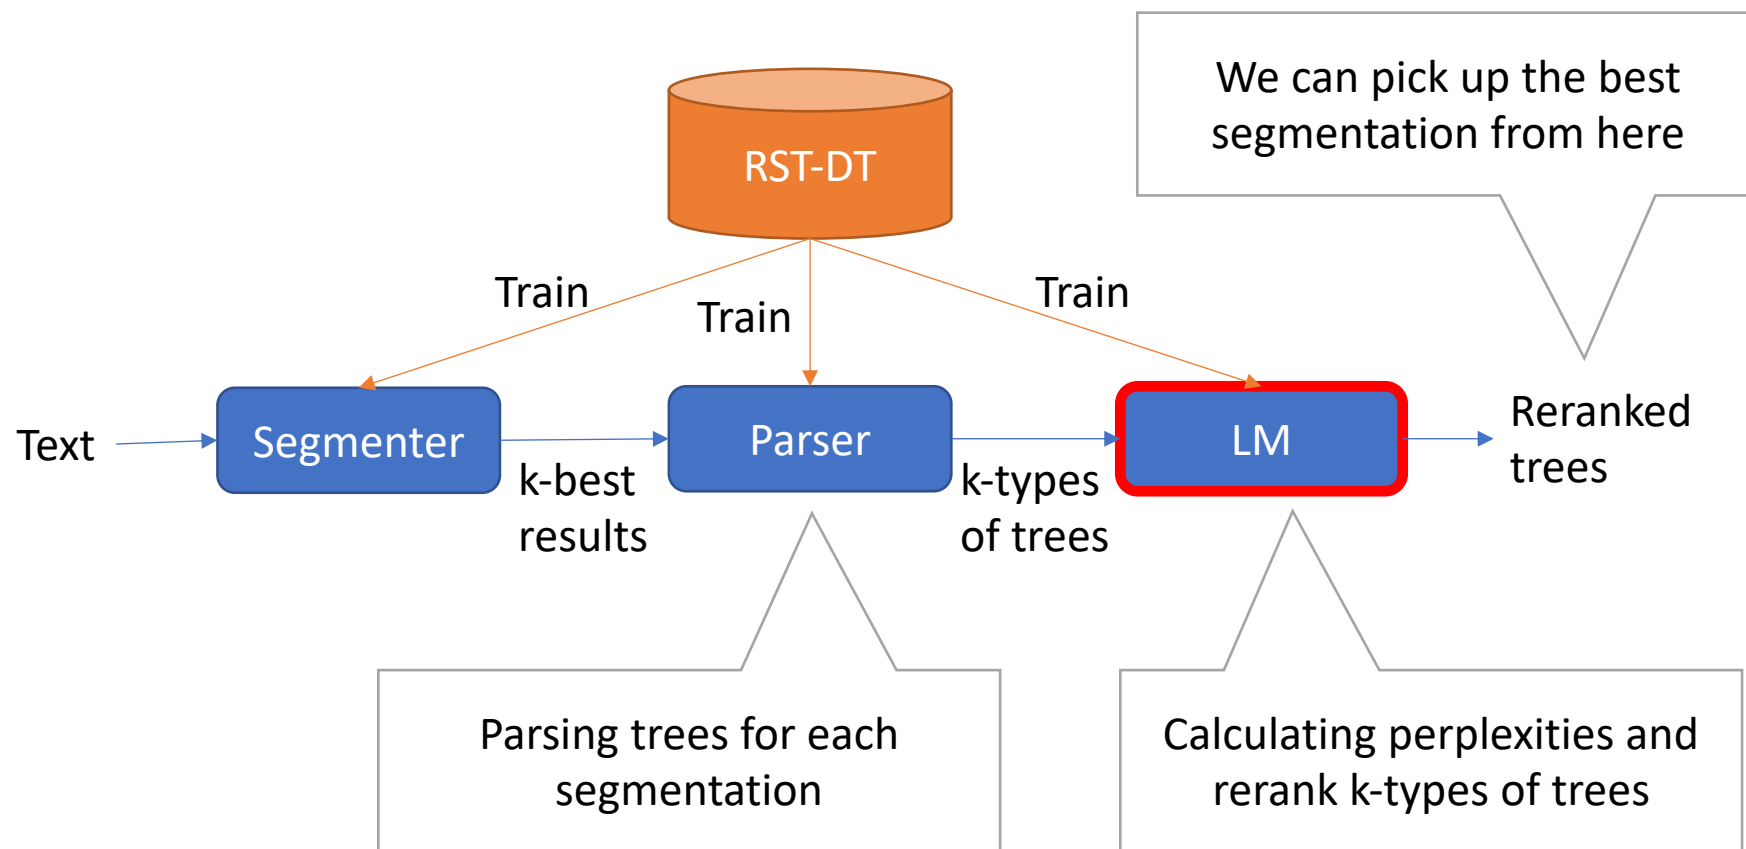 We can pick up the best
segmentation from here
RST-DT
Train
Train
Train
Text
Segmenter
k-best
results
Parser
k-types
of trees
LM
Reranked
trees
Parsing trees for each
segmentation
Calculating perplexities and
rerank k-types of trees